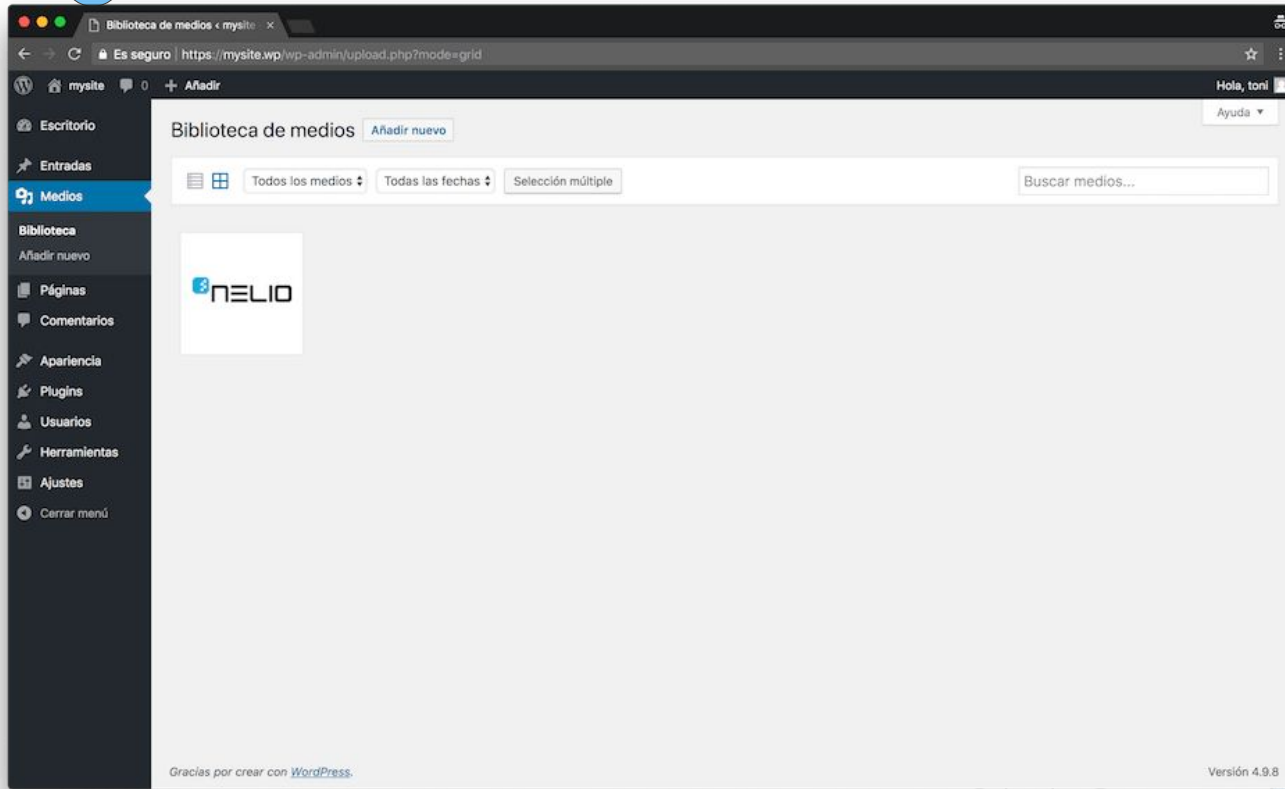 Biblioteca de medios ‹ mysite
Es seguro | https://mysite.wp/wp-admin/upload.php?mode=grid
mysite 0 + Añadir Hola, toni
Ayuda
Escritorio
Entradas
Medios
Biblioteca
Añadir nuevo
Páginas
Comentarios
Apariencia
Plugins
Usuarios
Herramientas
Ajustes
Cerrar menú
Biblioteca de medios Añadir nuevo
Todos los medios Todas las fechas Selección múltiple Buscar medios...
NELIO
Gracias por crear con WordPress. Versión 4.9.8